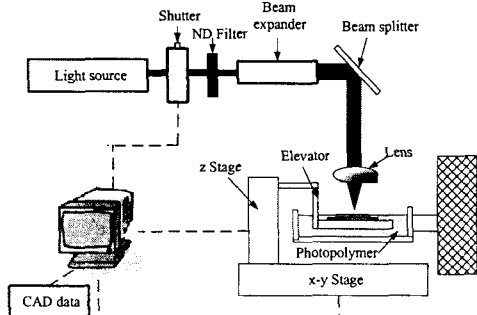 Beam
expander
Shutter
ND Filter
Beam splitter
Light source
Lens
Elevator
z Stage
Photopolymer
x-y Stage
CAD data